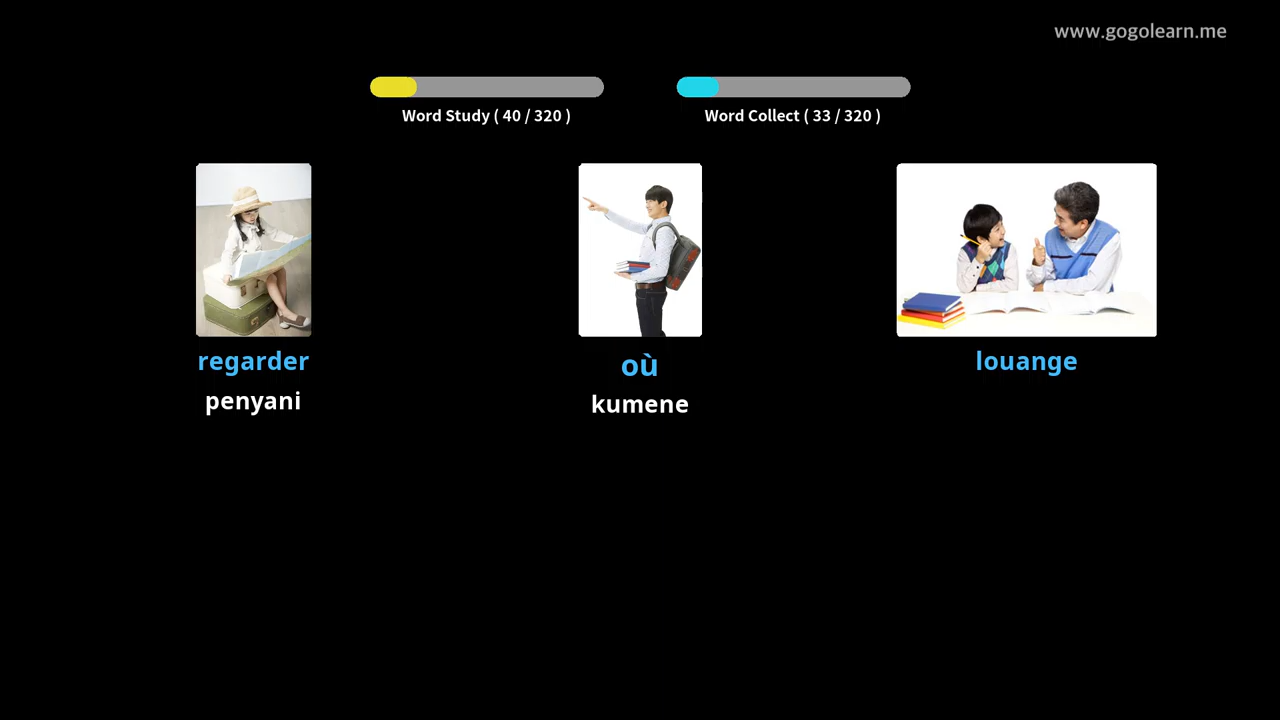 www.gogolearn.me
Word Study ( 40 / 320 )
Word Collect ( 33 / 320 )
regarder
penyani
où
kumene
louange